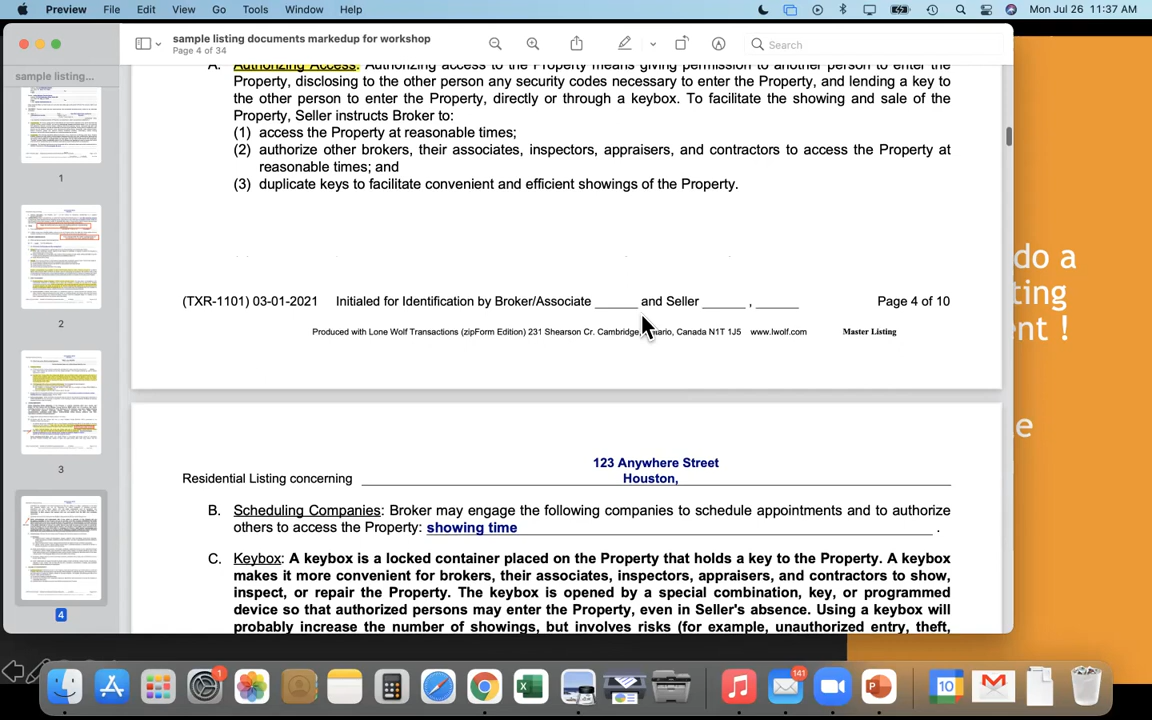 Preview File Edit View Go Tools Window Help Mon Jul 26 11:37 AM
sample listing documents markedup for workshop
Page 4 of 34
Search
sample listing...
1
2
3
4
A. Authorizing Access: Authorizing access to the Property means giving permission to another person to enter the
Property, disclosing to the other person any security codes necessary to enter the Property, and lending a key to
the other person to enter the Property, directly or through a keybox. To facilitate the showing and sale of the
Property, Seller instructs Broker to:
(1) access the Property at reasonable times;
(2) authorize other brokers, their associates, inspectors, appraisers, and contractors to access the Property at
reasonable times; and
(3) duplicate keys to facilitate convenient and efficient showings of the Property.
(TXR-1101) 03-01-2021 Initialed for Identification by Broker/Associate ______ and Seller ______ , ______ Page 4 of 10
Produced with Lone Wolf Transactions (zipForm Edition) 231 Shearson Cr. Cambridge, Canada N1T 1J5 www.lwolf.com Master Listing
123 Anywhere Street
Residential Listing concerning Houston,
B. Scheduling Companies: Broker may engage the following companies to schedule appointments and to authorize
others to access the Property: showing time .
C. Keybox: A keybox is a locked container placed on the Property that holds a key to the Property. A keybox
makes it more convenient for brokers, their associates, inspectors, appraisers, and contractors to show,
inspect, or repair the Property. The keybox is opened by a special combination, key, or programmed
device so that authorized persons may enter the Property, even in Seller's absence. Using a keybox will
probably increase the number of showings, but involves risks (for example, unauthorized entry, theft,
do a
ting
nt !
e
1
141
10